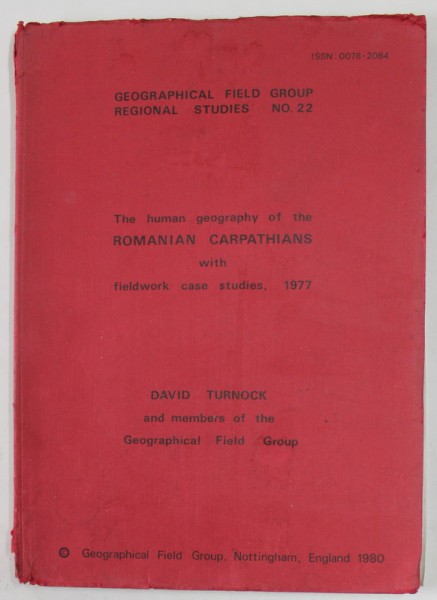 ISSN 0078-2084
GEOGRAPHICAL FIELD GROUP
REGIONAL STUDIES NO. 22
The human geography of the
ROMANIAN CARPATHIANS
with
fieldwork case studies, 1977
DAVID TURNOCK
and members of the
Geographical Field Group
© Geographical Field Group, Nottingham, England 1980